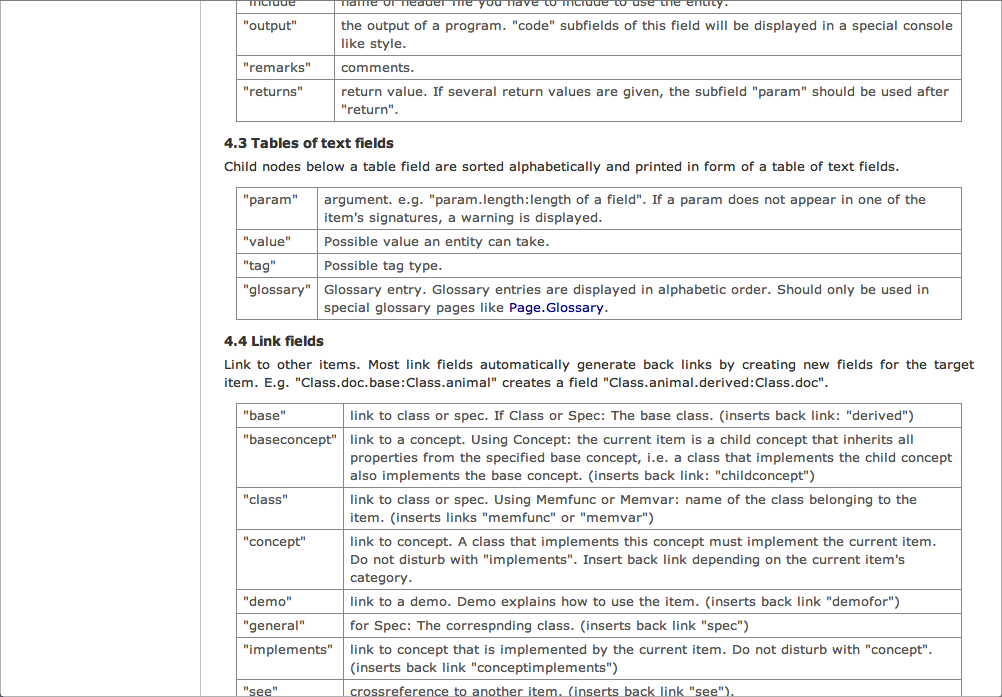 "include" name of header file you have to include to use the entity.
"output" the output of a program. "code" subfields of this field will be displayed in a special console
like style.
"remarks" comments.
"returns" return value. If several return values are given, the subfield "param" should be used after
"return".
4.3 Tables of text fields
Child nodes below a table field are sorted alphabetically and printed in form of a table of text fields.
"param" argument. e.g. "param.length:length of a field". If a param does not appear in one of the
item's signatures, a warning is displayed.
"value" Possible value an entity can take.
"tag" Possible tag type.
"glossary" Glossary entry. Glossary entries are displayed in alphabetic order. Should only be used in
special glossary pages like Page.Glossary.
4.4 Link fields
Link to other items. Most link fields automatically generate back links by creating new fields for the target
item. E.g. "Class.doc.base:Class.animal" creates a field "Class.animal.derived:Class.doc".
"base" link to class or spec. If Class or Spec: The base class. (inserts back link: "derived")
"baseconcept" link to a concept. Using Concept: the current item is a child concept that inherits all
properties from the specified base concept, i.e. a class that implements the child concept
also implements the base concept. (inserts back link: "childconcept")
"class" link to class or spec. Using Memfunc or Memvar: name of the class belonging to the
item. (inserts links "memfunc" or "memvar")
"concept" link to concept. A class that implements this concept must implement the current item.
Do not disturb with "implements". Insert back link depending on the current item's
category.
"demo" link to a demo. Demo explains how to use the item. (inserts back link "demofor")
"general" for Spec: The correspnding class. (inserts back link "spec")
"implements" link to concept that is implemented by the current item. Do not disturb with "concept".
(inserts back link "conceptimplements")
"see" crossreference to another item. (inserts back link "see").